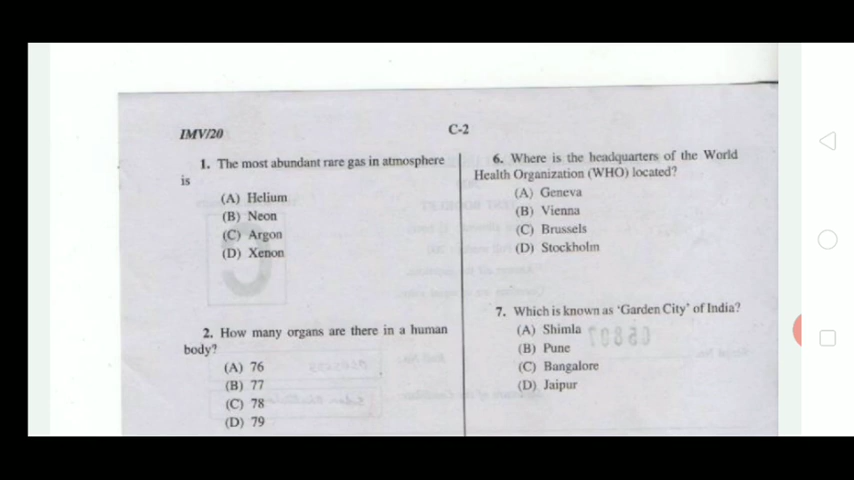 IMV/20
C-2
1. The most abundant rare gas in atmosphere
is
(A) Helium
(B) Neon
(C) Argon
(D) Xenon
2. How many organs are there in a human
body?
(A) 76
(B) 77
(C) 78
(D) 79
6. Where is the headquarters of the World
Health Organization (WHO) located?
(A) Geneva
(B) Vienna
(C) Brussels
(D) Stockholm
7. Which is known as 'Garden City' of India?
(A) Shimla
(B) Pune
(C) Bangalore
(D) Jaipur